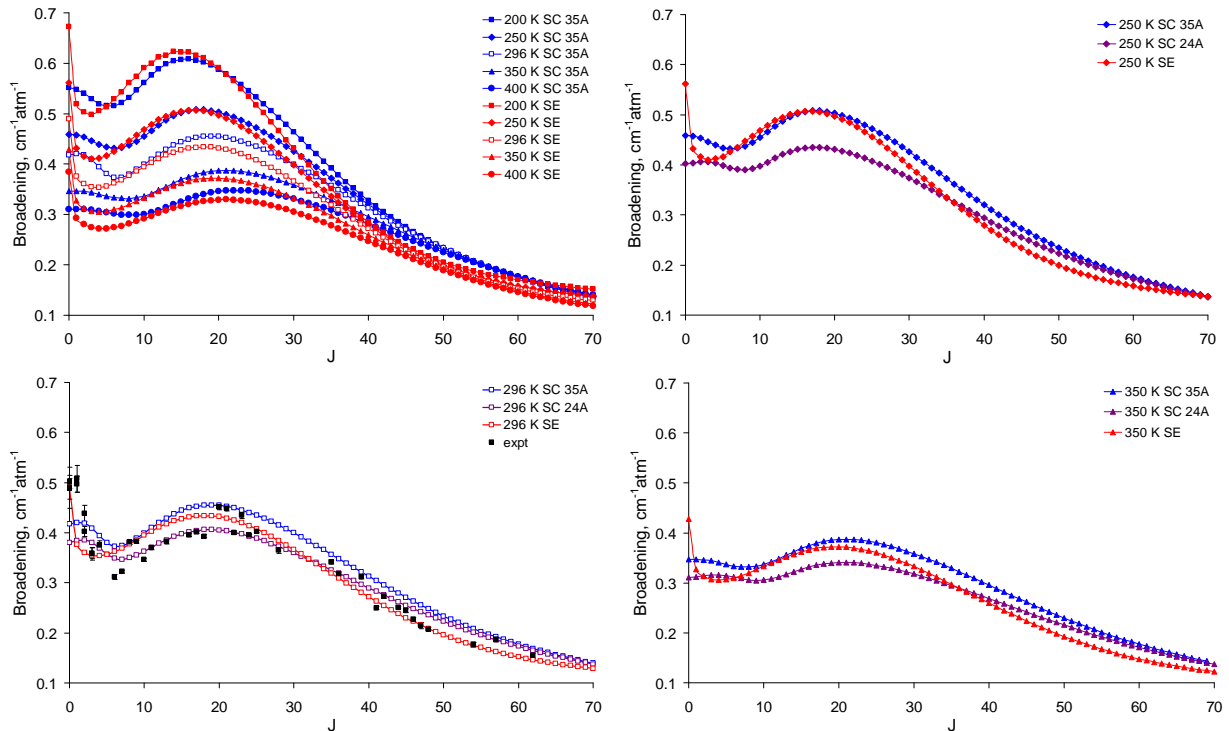 0.7
0.6
0.5
0.4
0.3
0.2
0.1
Broadening, cm⁻¹atm⁻¹
0 10 20 30 40 50 60 70
J
200 K SC 35A
250 K SC 35A
296 K SC 35A
350 K SC 35A
400 K SC 35A
200 K SE
250 K SE
296 K SE
350 K SE
400 K SE
0.7
0.6
0.5
0.4
0.3
0.2
0.1
Broadening, cm⁻¹atm⁻¹
0 10 20 30 40 50 60 70
J
250 K SC 35A
250 K SC 24A
250 K SE
0.7
0.6
0.5
0.4
0.3
0.2
0.1
Broadening, cm⁻¹atm⁻¹
0 10 20 30 40 50 60 70
J
296 K SC 35A
296 K SC 24A
296 K SE
expt
0.7
0.6
0.5
0.4
0.3
0.2
0.1
Broadening, cm⁻¹atm⁻¹
0 10 20 30 40 50 60 70
J
350 K SC 35A
350 K SC 24A
350 K SE